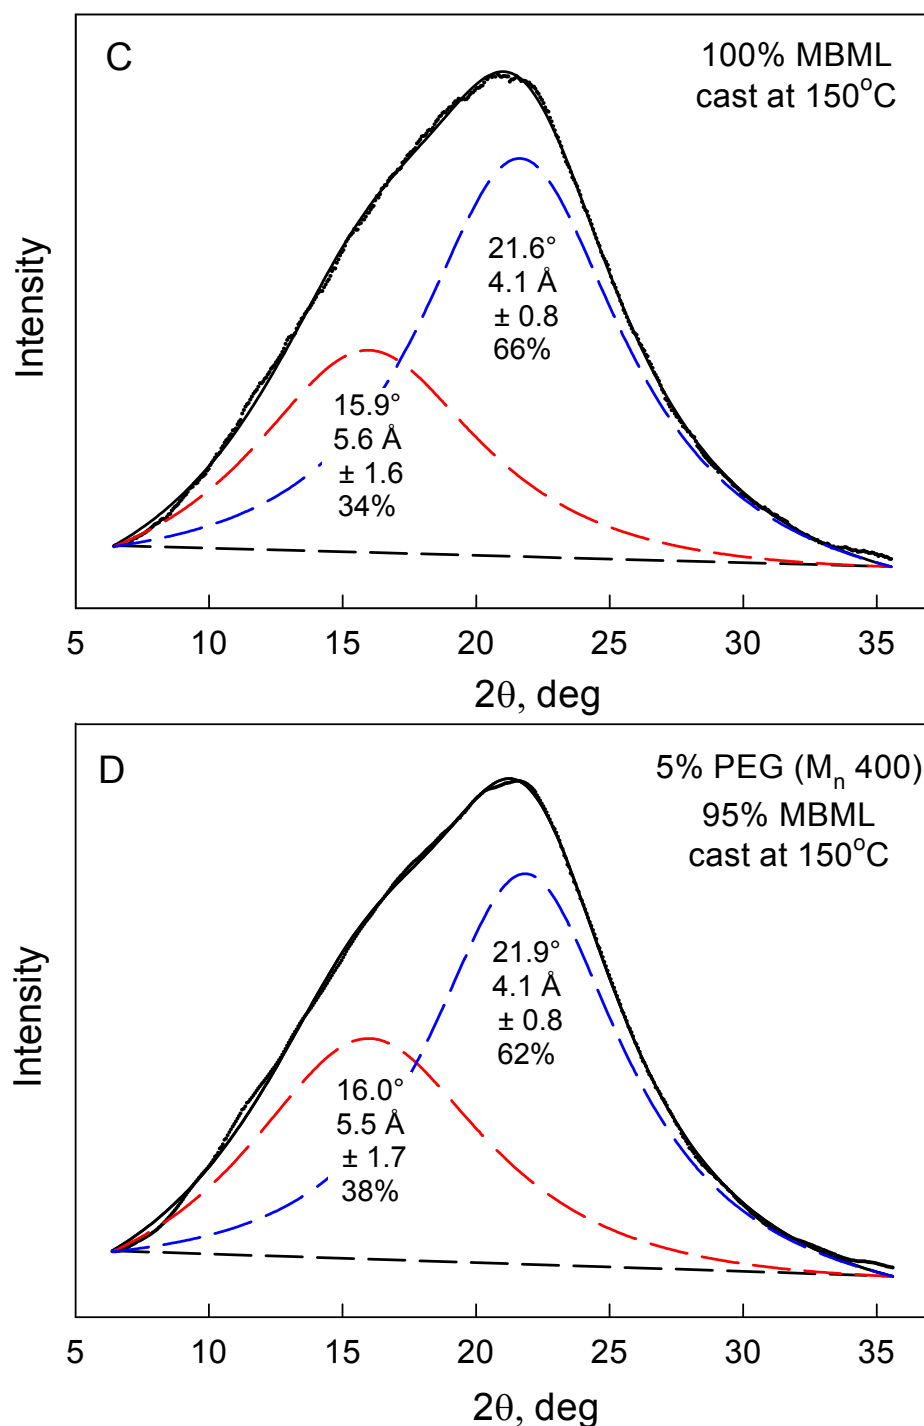 C
100% MBML
cast at 150°C
Intensity
21.6°
4.1 Å
± 0.8
66%
15.9°
5.6 Å
± 1.6
34%
5 10 15 20 25 30 35
2θ, deg
D
5% PEG (Mn 400)
95% MBML
cast at 150°C
Intensity
21.9°
4.1 Å
± 0.8
62%
16.0°
5.5 Å
± 1.7
38%
5 10 15 20 25 30 35
2θ, deg